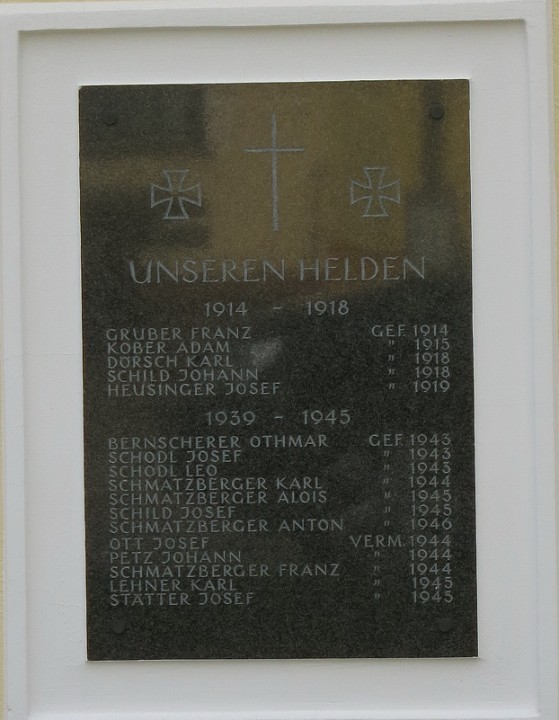 UNSEREN HELDEN
1914 - 1918
GRUBER FRANZ GEF. 1914
KOBER ADAM " 1915
DÖRSCH KARL " 1918
SCHILD JOHANN " 1918
HEUSINGER JOSEF " 1919
1939 - 1945
BERNSCHERER OTHMAR GEF. 1943
SCHODL JOSEF " 1943
SCHODL LEO " 1943
SCHMATZBERGER KARL " 1944
SCHMATZBERGER ALOIS " 1945
SCHILD JOSEF " 1945
SCHMATZBERGER ANTON " 1946
OTT JOSEF VERM. 1944
PETZ JOHANN " 1944
SCHMATZBERGER FRANZ " 1944
LEHNER KARL " 1945
STÄTTER JOSEF " 1945